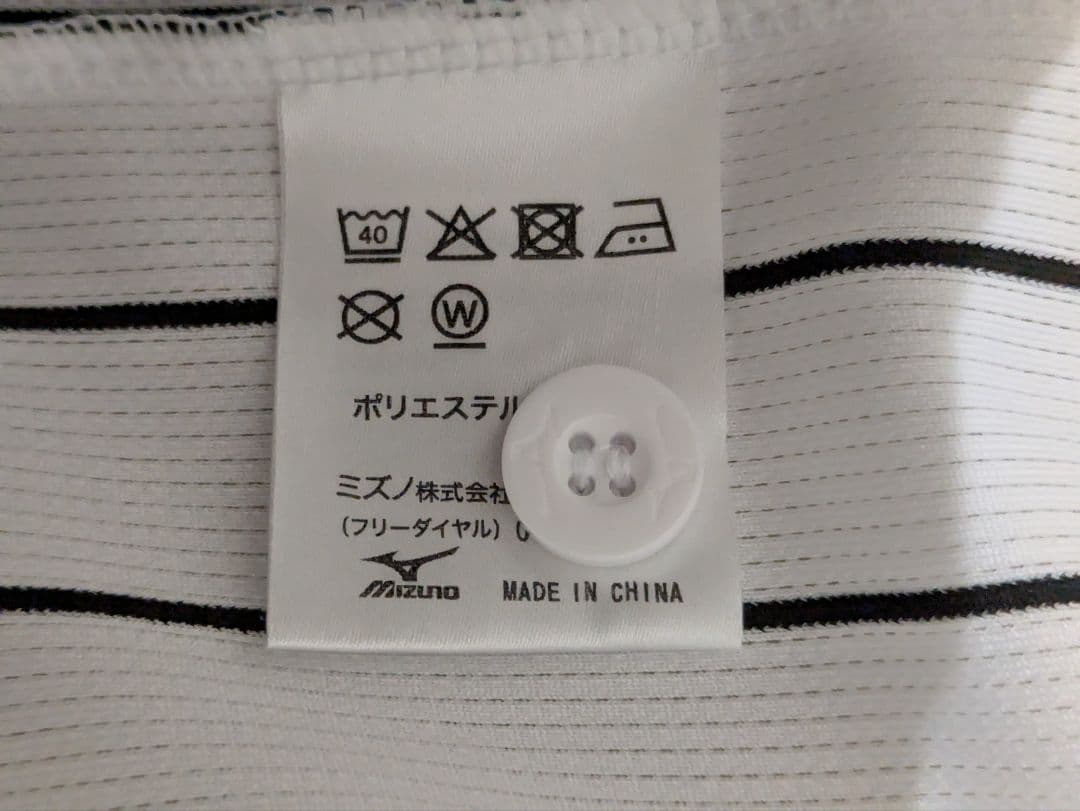 40
W
ポリエステル
ミズノ株式会社
(フリーダイヤル) 0
Mizuno MADE IN CHINA